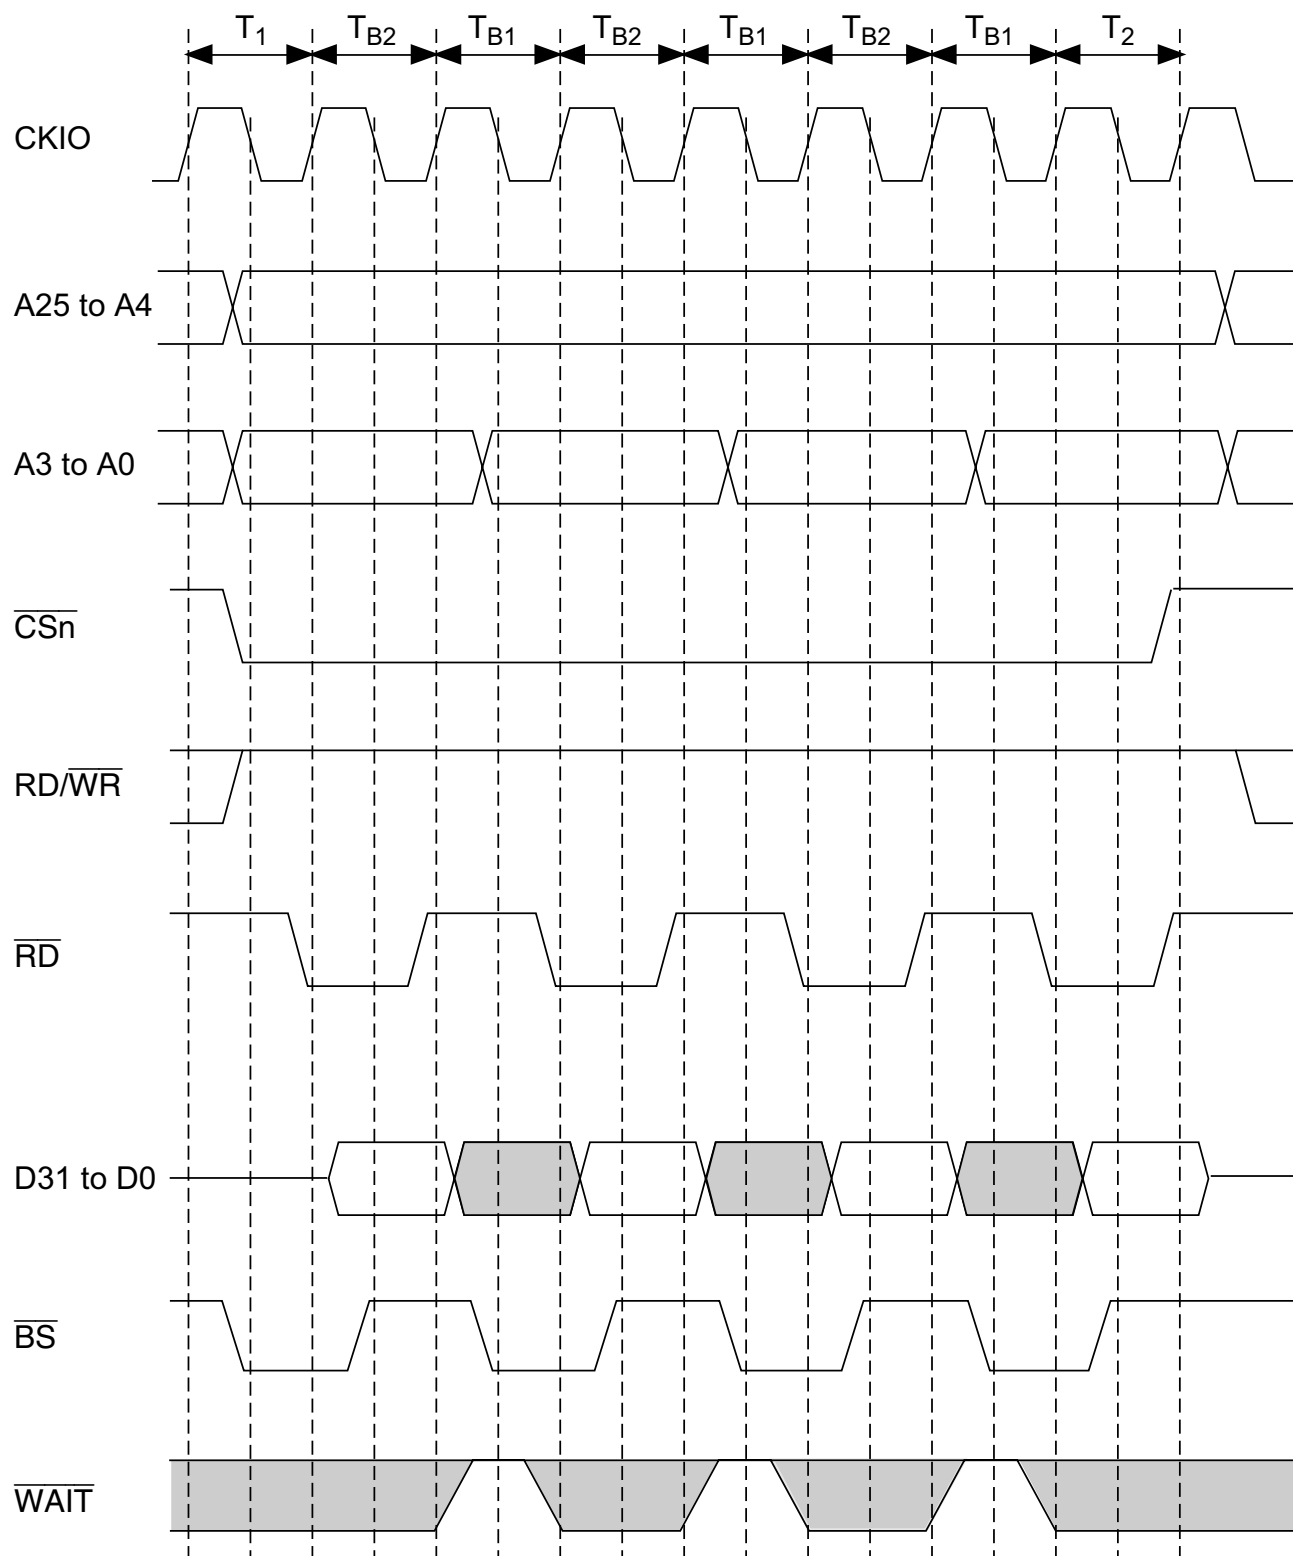 T1 TB2 TB1 TB2 TB1 TB2 TB1 T2
CKIO
A25 to A4
A3 to A0
CSn
RD/WR
RD
D31 to D0
BS
WAIT